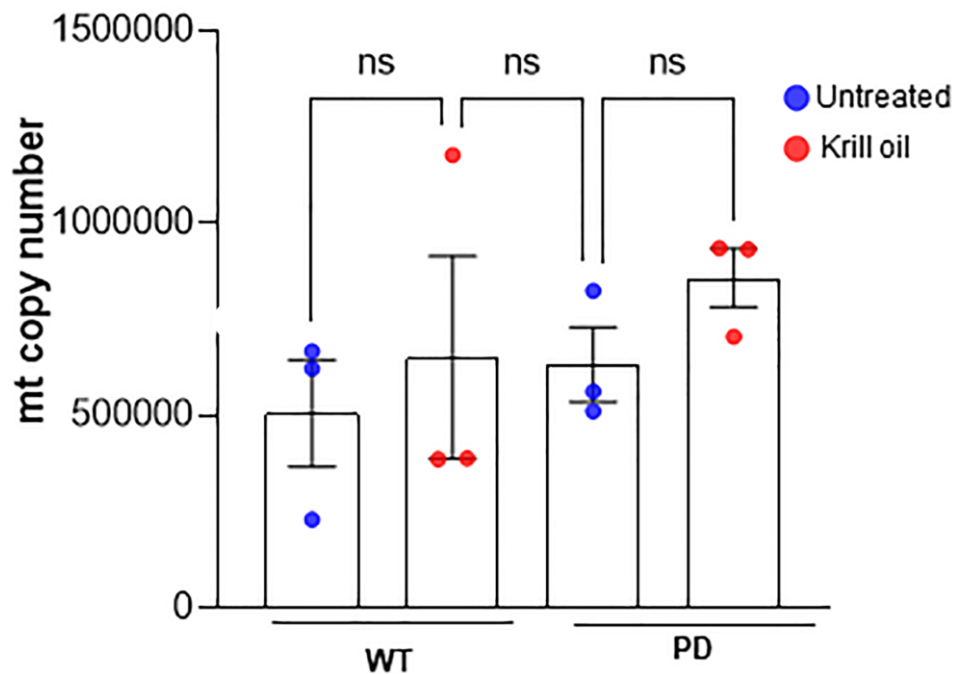 1500000
1000000
500000
0
mt copy number
ns
ns
ns
Untreated
Krill oil
WT
PD